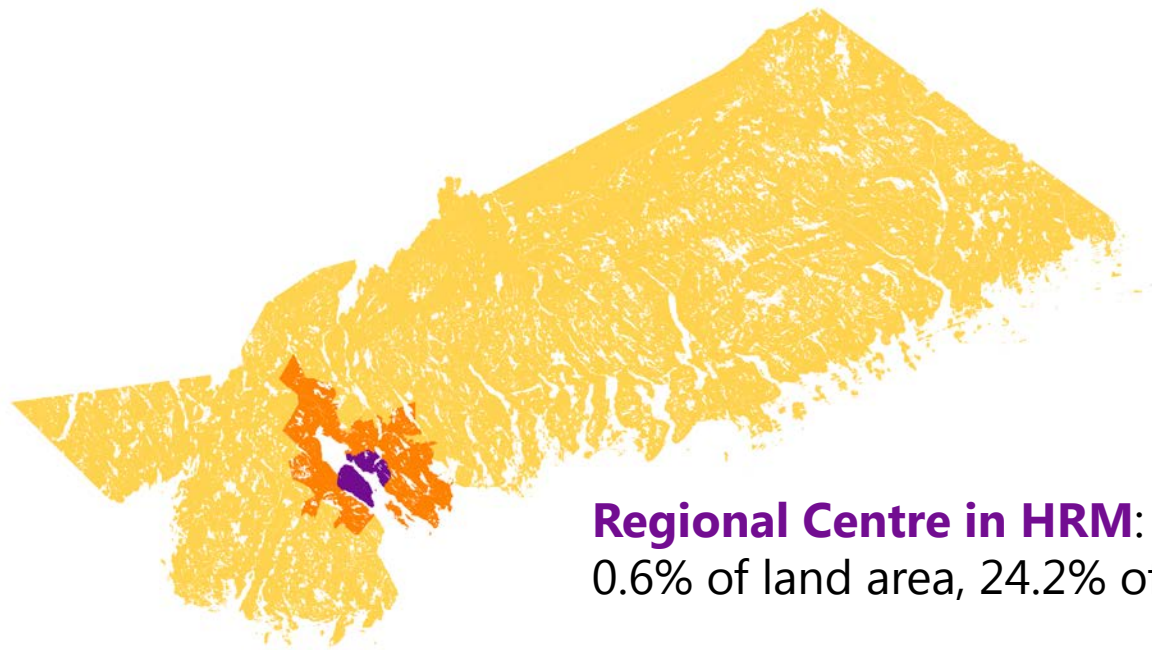 Regional Centre in HRM:
0.6% of land area, 24.2% of